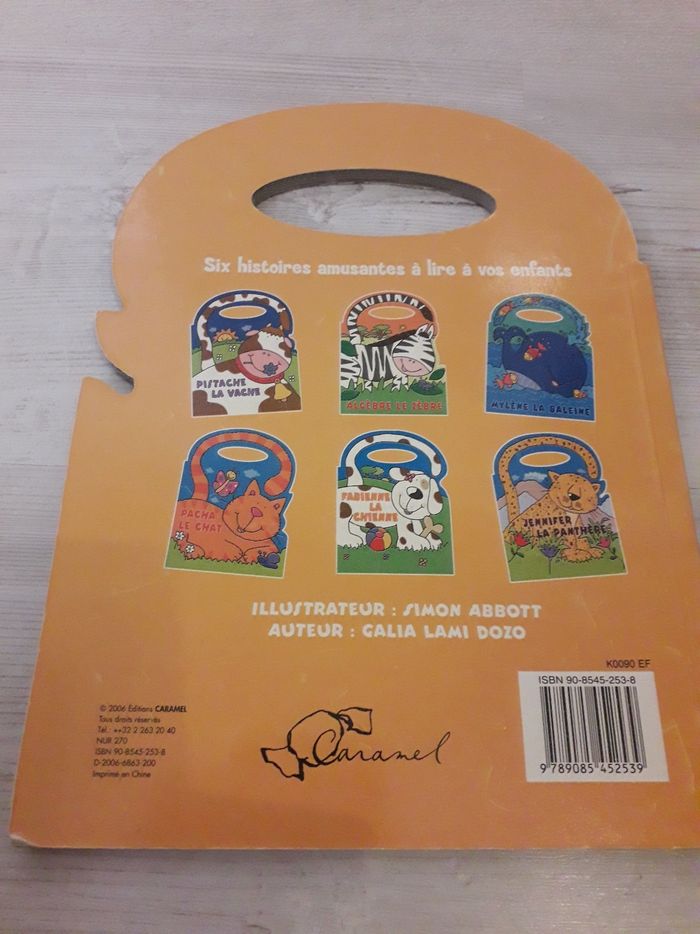 Six histoires amusantes à lire à vos enfants
PISTACHE
LA VACHE
ALGÈBRE LE ZÈBRE
MYLÈNE LA BALEINE
PACHA
LE CHAT
FABIENNE
LA
CHIENNE
JENNIFER
LA PANTHÈRE
ILLUSTRATEUR : SIMON ABBOTT
AUTEUR : GALIA LAMI DOZO
K0090 EF
ISBN 90-8545-253-8
9 789085 452539
© 2006 Editions CARAMEL
Tous droits réservés
Tél.: ++32 2 263 20 40
NUR 270
ISBN 90-8545-253-8
D-2006-6863-200
Imprimé en Chine
Caramel